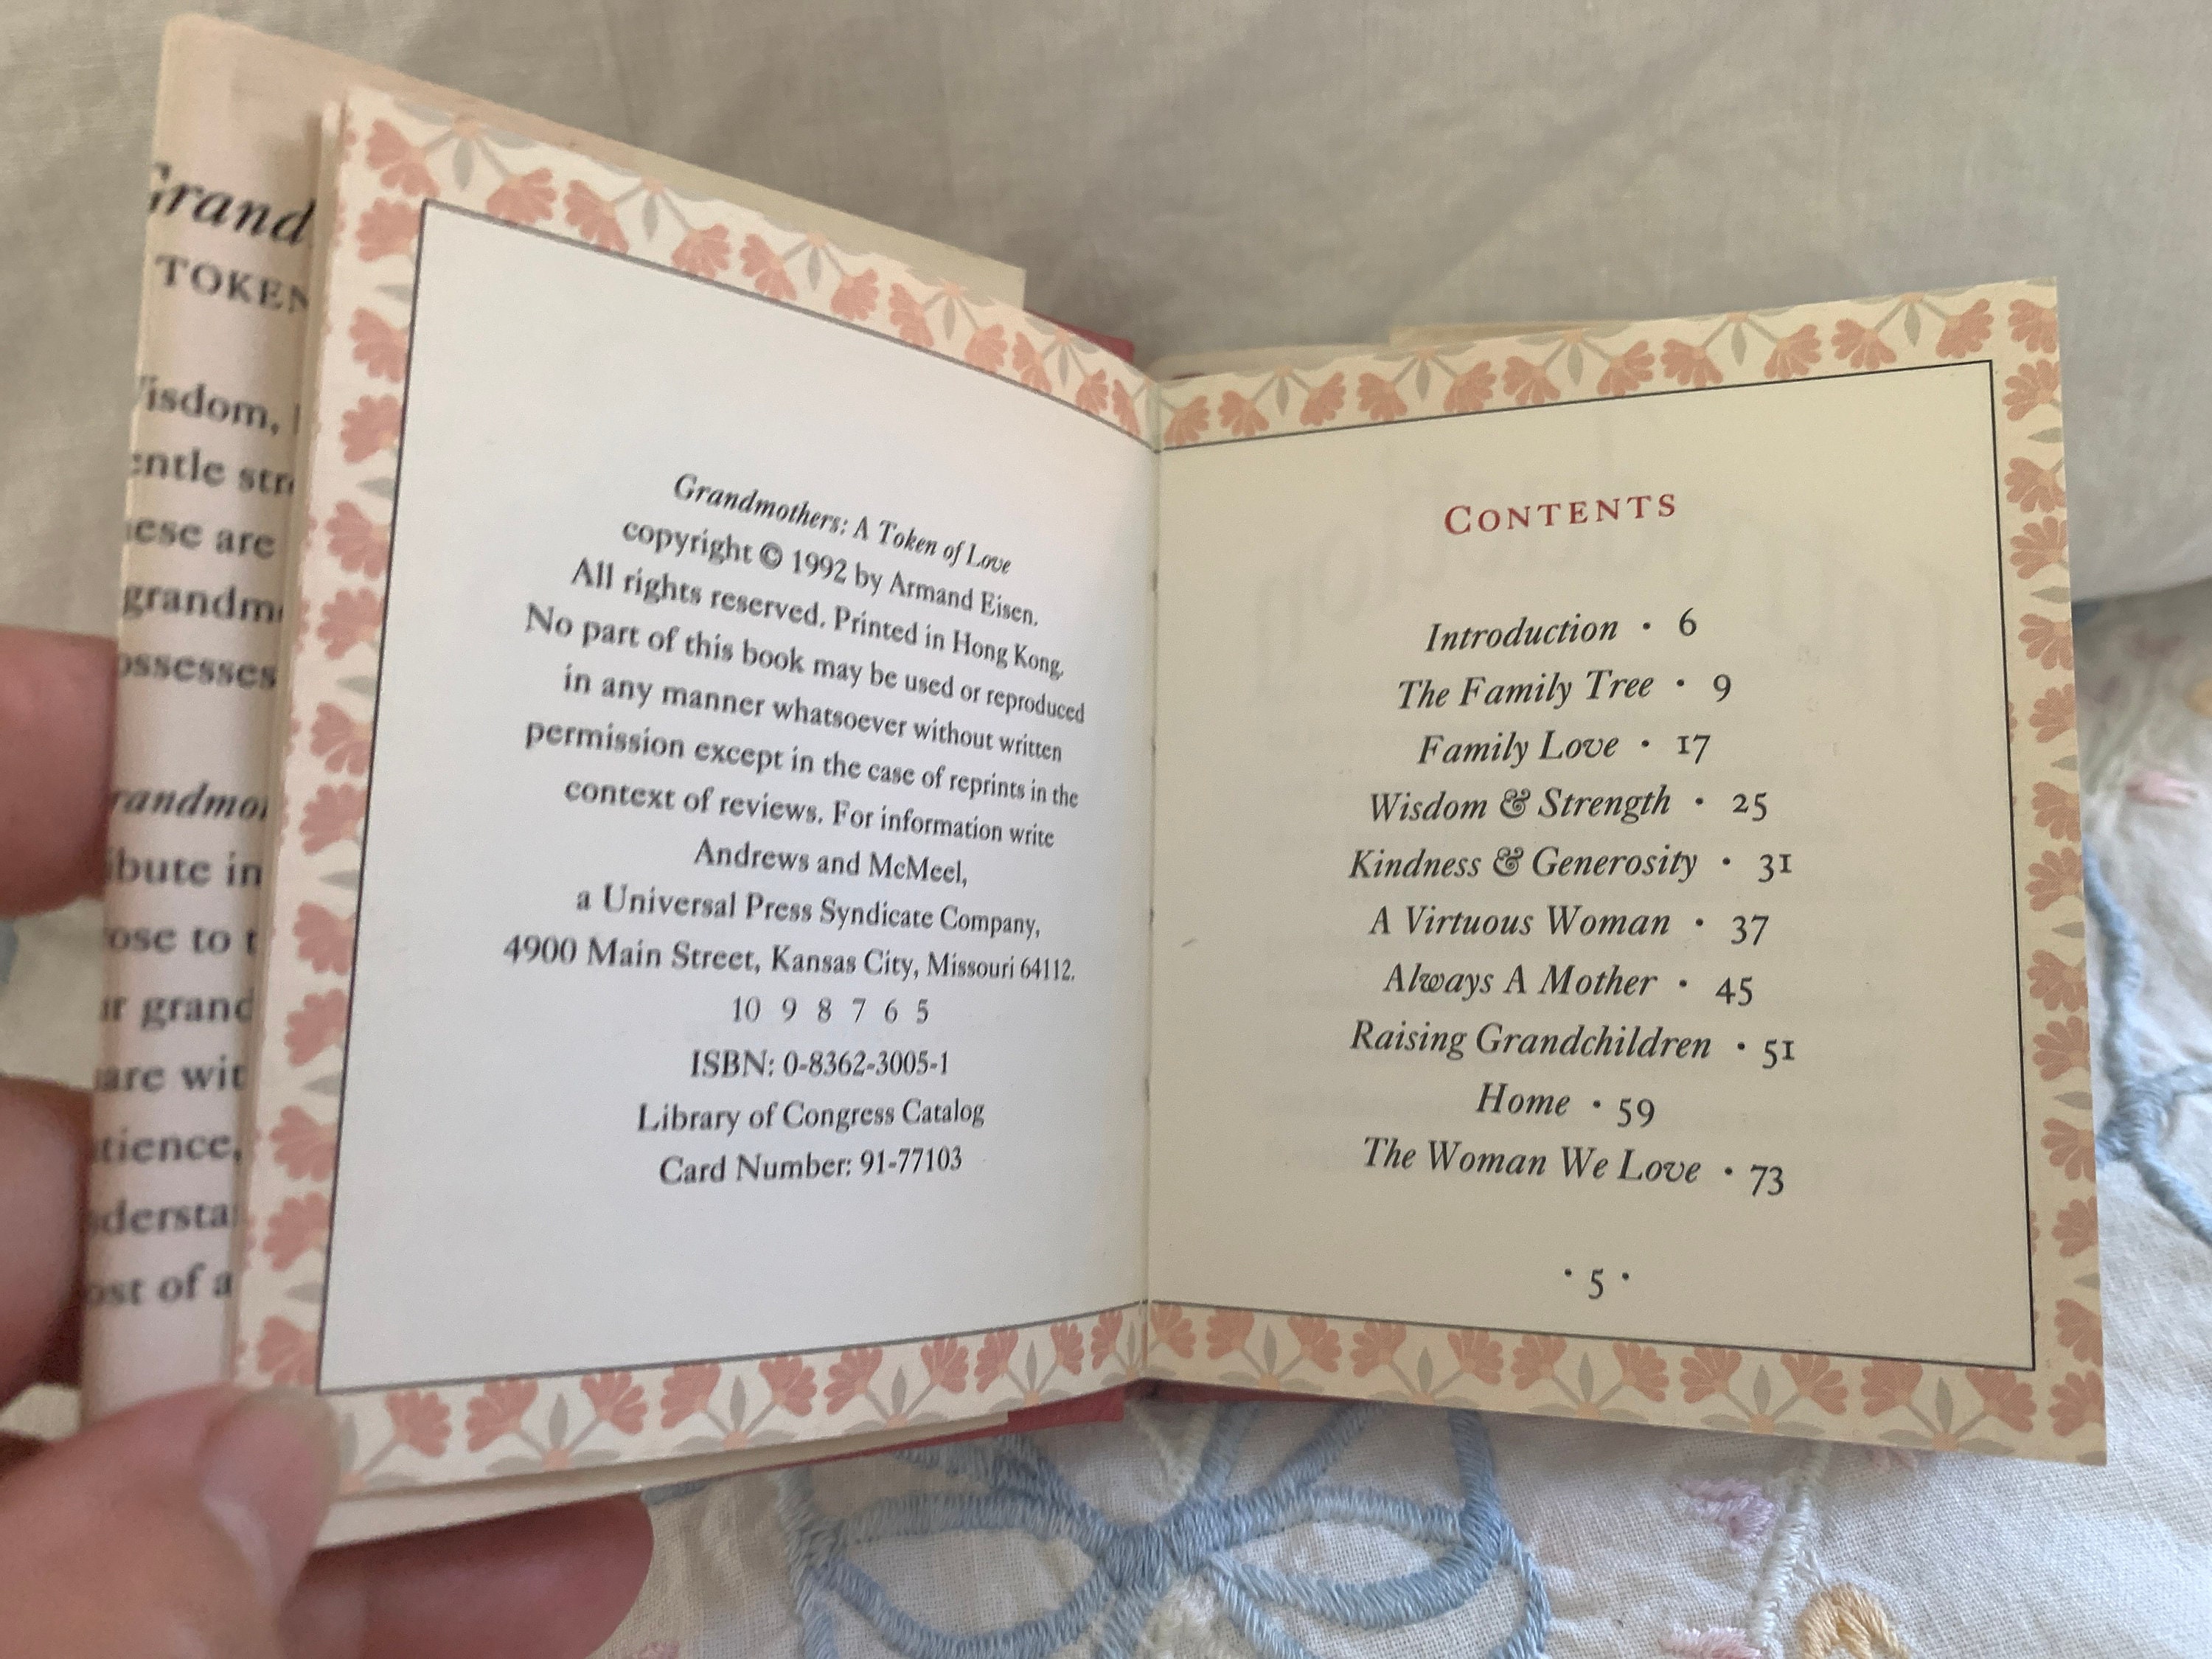 Grand
TOKEN
are
grand
of a
Grandmothers: A Token of Love
copyright © 1992 by Armand Eisen.
All rights reserved. Printed in Hong Kong.
No part of this book may be used or reproduced
in any manner whatsoever without written
permission except in the case of reprints in the
context of reviews. For information write
Andrews and McMeel,
a Universal Press Syndicate Company,
4900 Main Street, Kansas City, Missouri 64112.
10 9 8 7 6 5
ISBN: 0-8362-3005-1
Library of Congress Catalog
Card Number: 91-77103
CONTENTS
Introduction • 6
The Family Tree • 9
Family Love • 17
Wisdom & Strength • 25
Kindness & Generosity • 31
A Virtuous Woman • 37
Always A Mother • 45
Raising Grandchildren • 51
Home • 59
The Woman We Love • 73
• 5 •